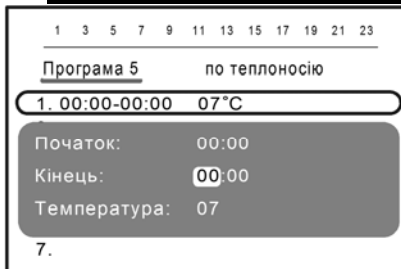 1 3 5 7 9 11 13 15 17 19 21 23
Програма 5 по теплоносію
1. 00:00-00:00 07°C
Початок: 00:00
Кінець: 00:00
Температура: 07
7.